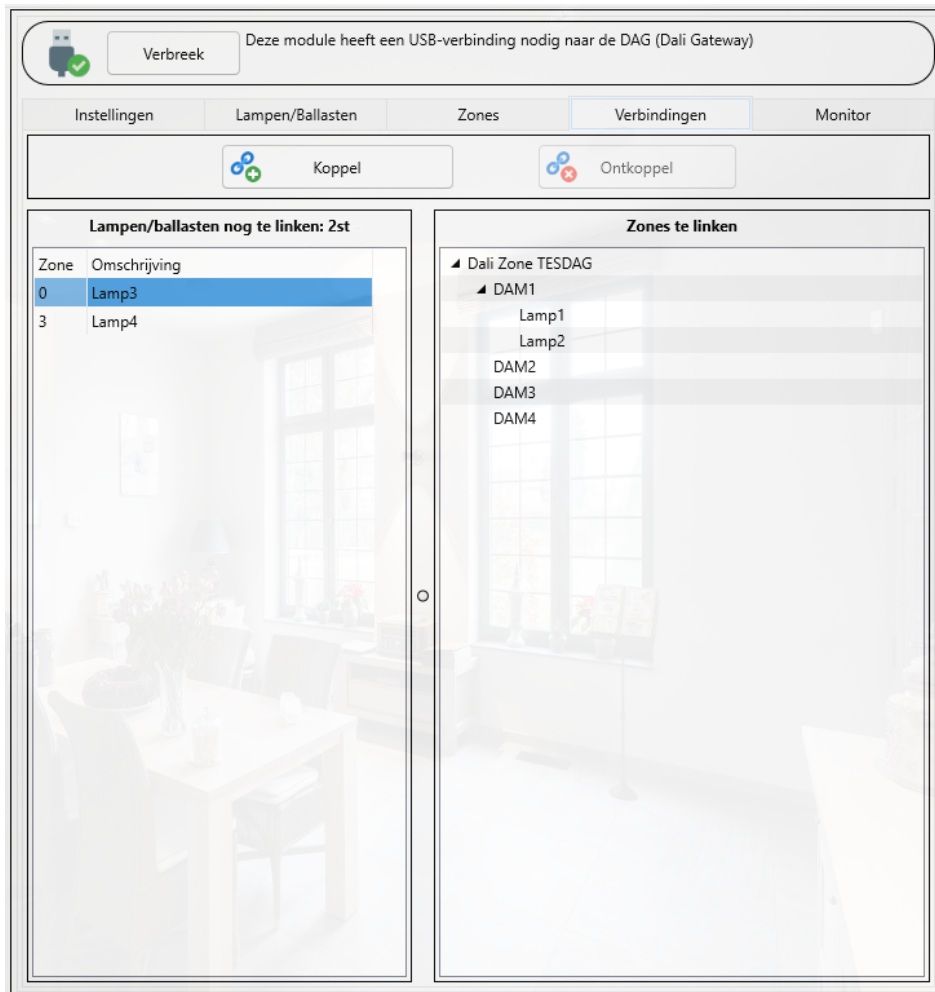 Verbreek
Deze module heeft een USB-verbinding nodig naar de DAG (Dali Gateway)
Instellingen
Lampen/Ballasten
Zones
Verbindingen
Monitor
Koppel
Ontkoppel
Lampen/ballasten nog te linken: 2st
Zone Omschrijving
0 Lamp3
3 Lamp4
Zones te linken
Dali Zone TESDAG
DAM1
Lamp1
Lamp2
DAM2
DAM3
DAM4